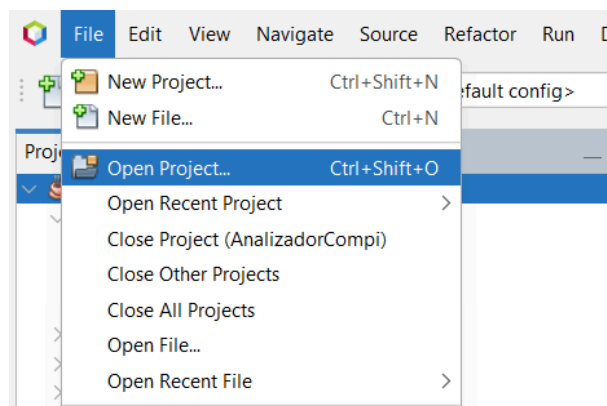 File Edit View Navigate Source Refactor Run
New Project... Ctrl+Shift+N
efault config>
New File... Ctrl+N
Proj
Open Project... Ctrl+Shift+O
Open Recent Project
Close Project (AnalizadorCompi)
Close Other Projects
Close All Projects
Open File...
Open Recent File